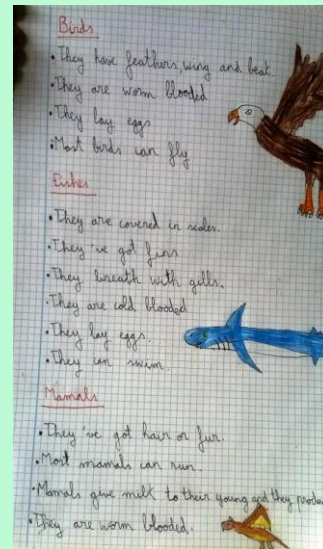 Birds
• They have feathers, wing and beak.
• They are worm blooded
• They lay eggs
• Most birds can fly
Fishes
• They are covered in scales.
• They've got fins
• They breath with gills.
• They are cold blooded
• They lay eggs.
• They can swim.
Mamals
• They've got hair or fur.
• Most mamals can run.
• Mamals give milk to their young and they produ
• They are worm blooded.